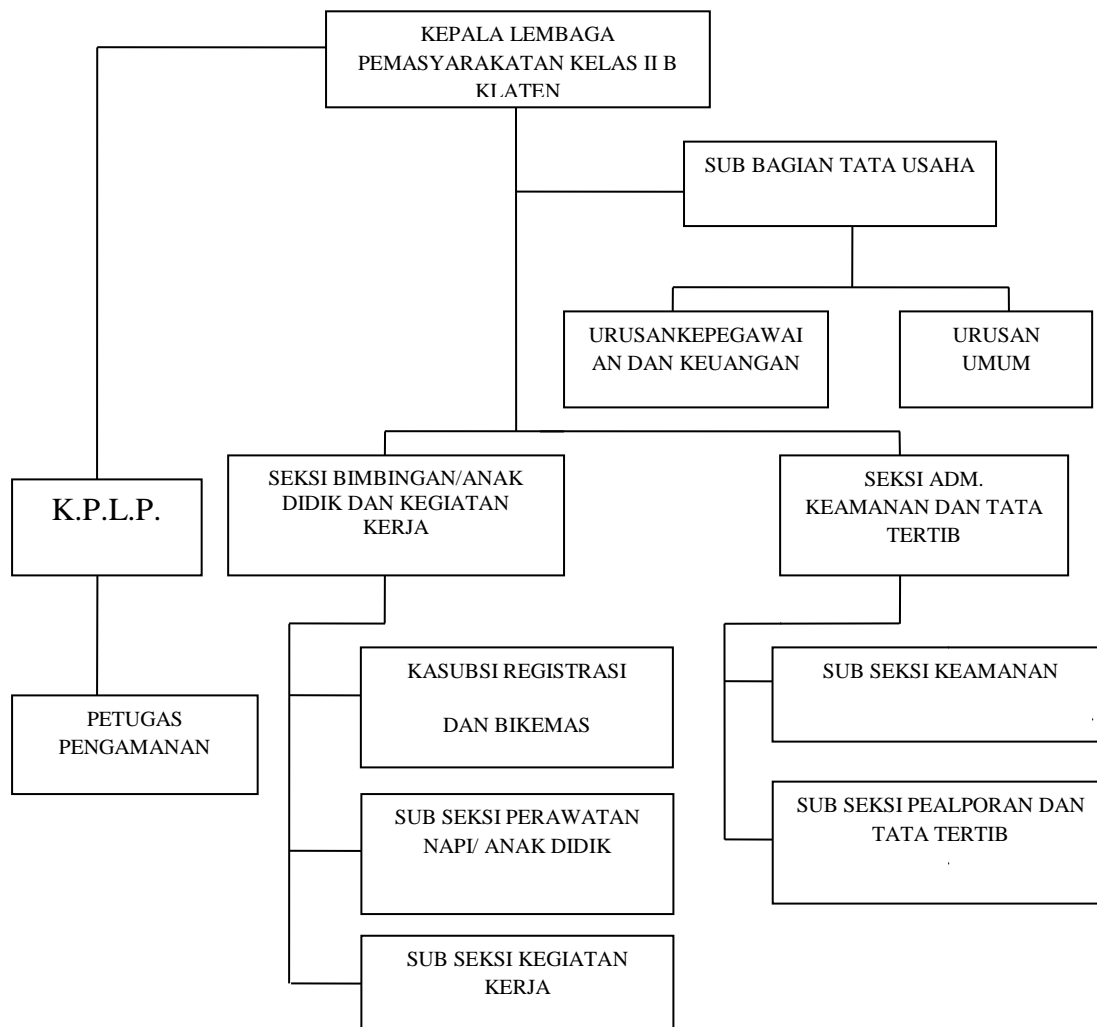 KEPALA LEMBAGA
PEMASYARAKATAN KELAS II B
KLATEN
SUB BAGIAN TATA USAHA
URUSANKEPEGAWAI
AN DAN KEUANGAN
URUSAN
UMUM
K.P.L.P.
SEKSI BIMBINGAN/ANAK
DIDIK DAN KEGIATAN
KERJA
SEKSI ADM.
KEAMANAN DAN TATA
TERTIB
PETUGAS
PENGAMANAN
KASUBSI REGISTRASI
DAN BIKEMAS
SUB SEKSI KEAMANAN
SUB SEKSI PERAWATAN
NAPI/ ANAK DIDIK
SUB SEKSI PEALPORAN DAN
TATA TERTIB
SUB SEKSI KEGIATAN
KERJA